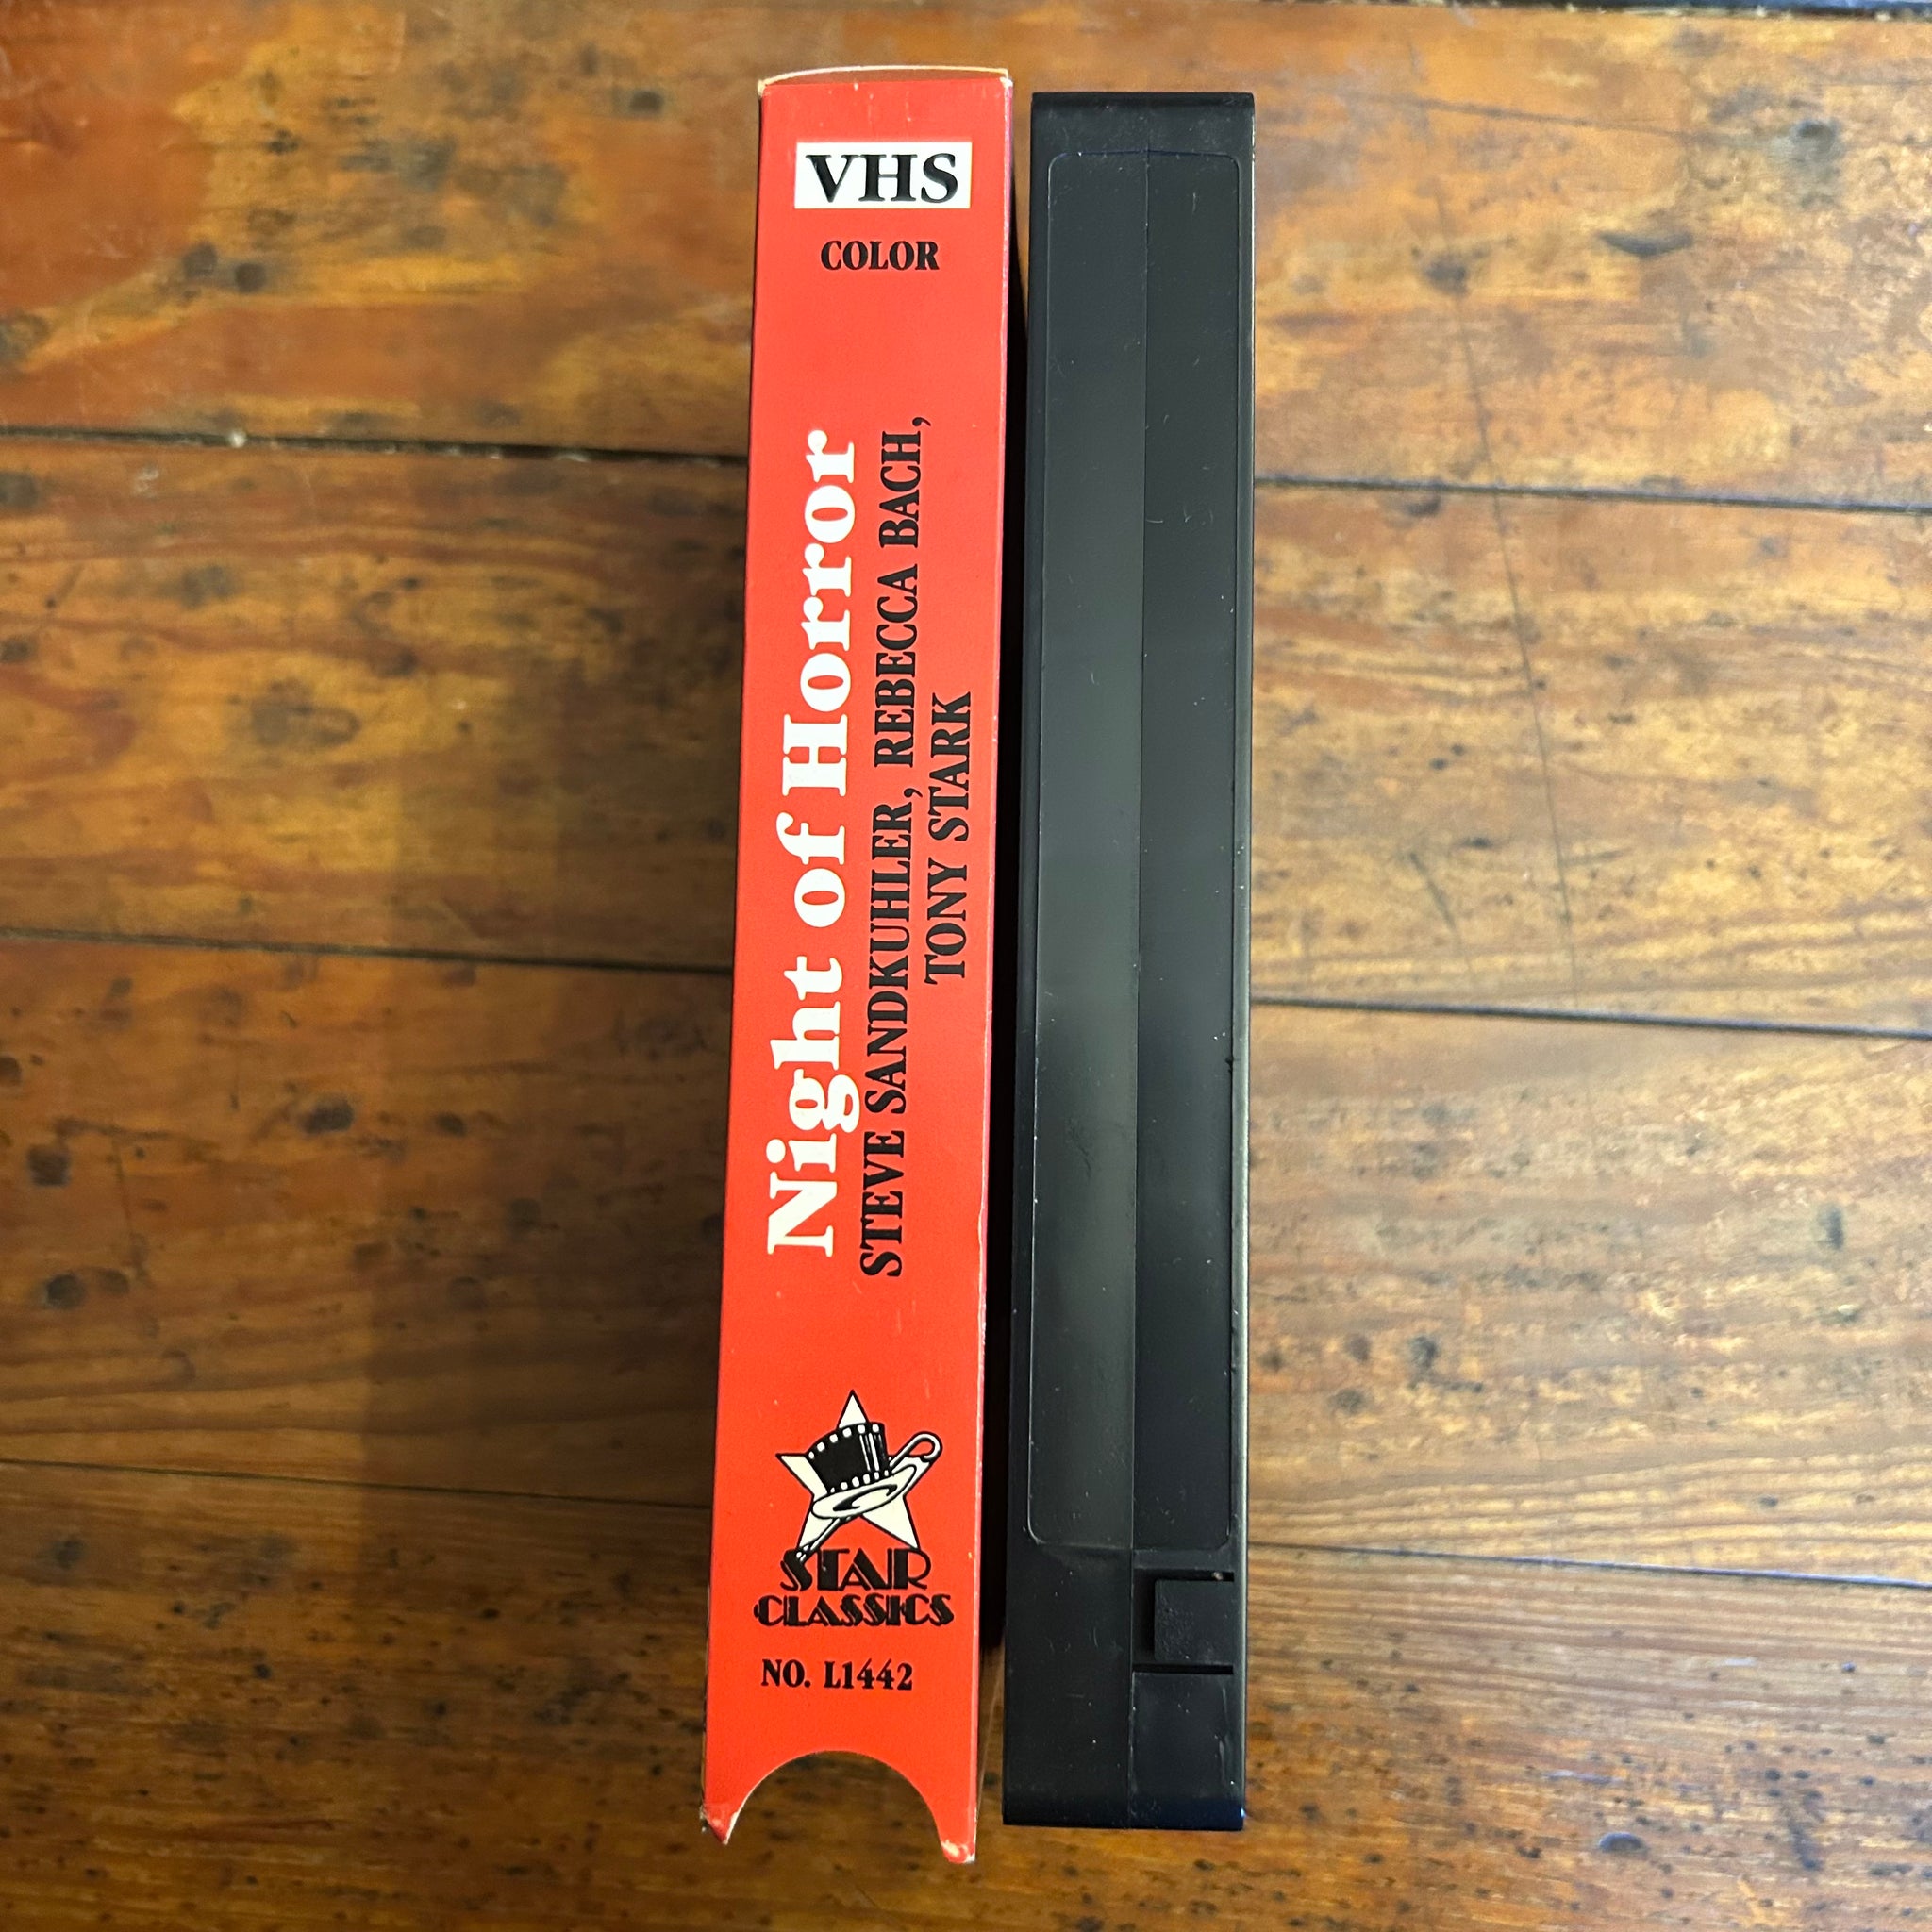 VHS
COLOR
Night of Horror
STEVE SANDKUHLER, REBECCA BACH,
TONY STARK
STAR
CLASSICS
NO. L1442